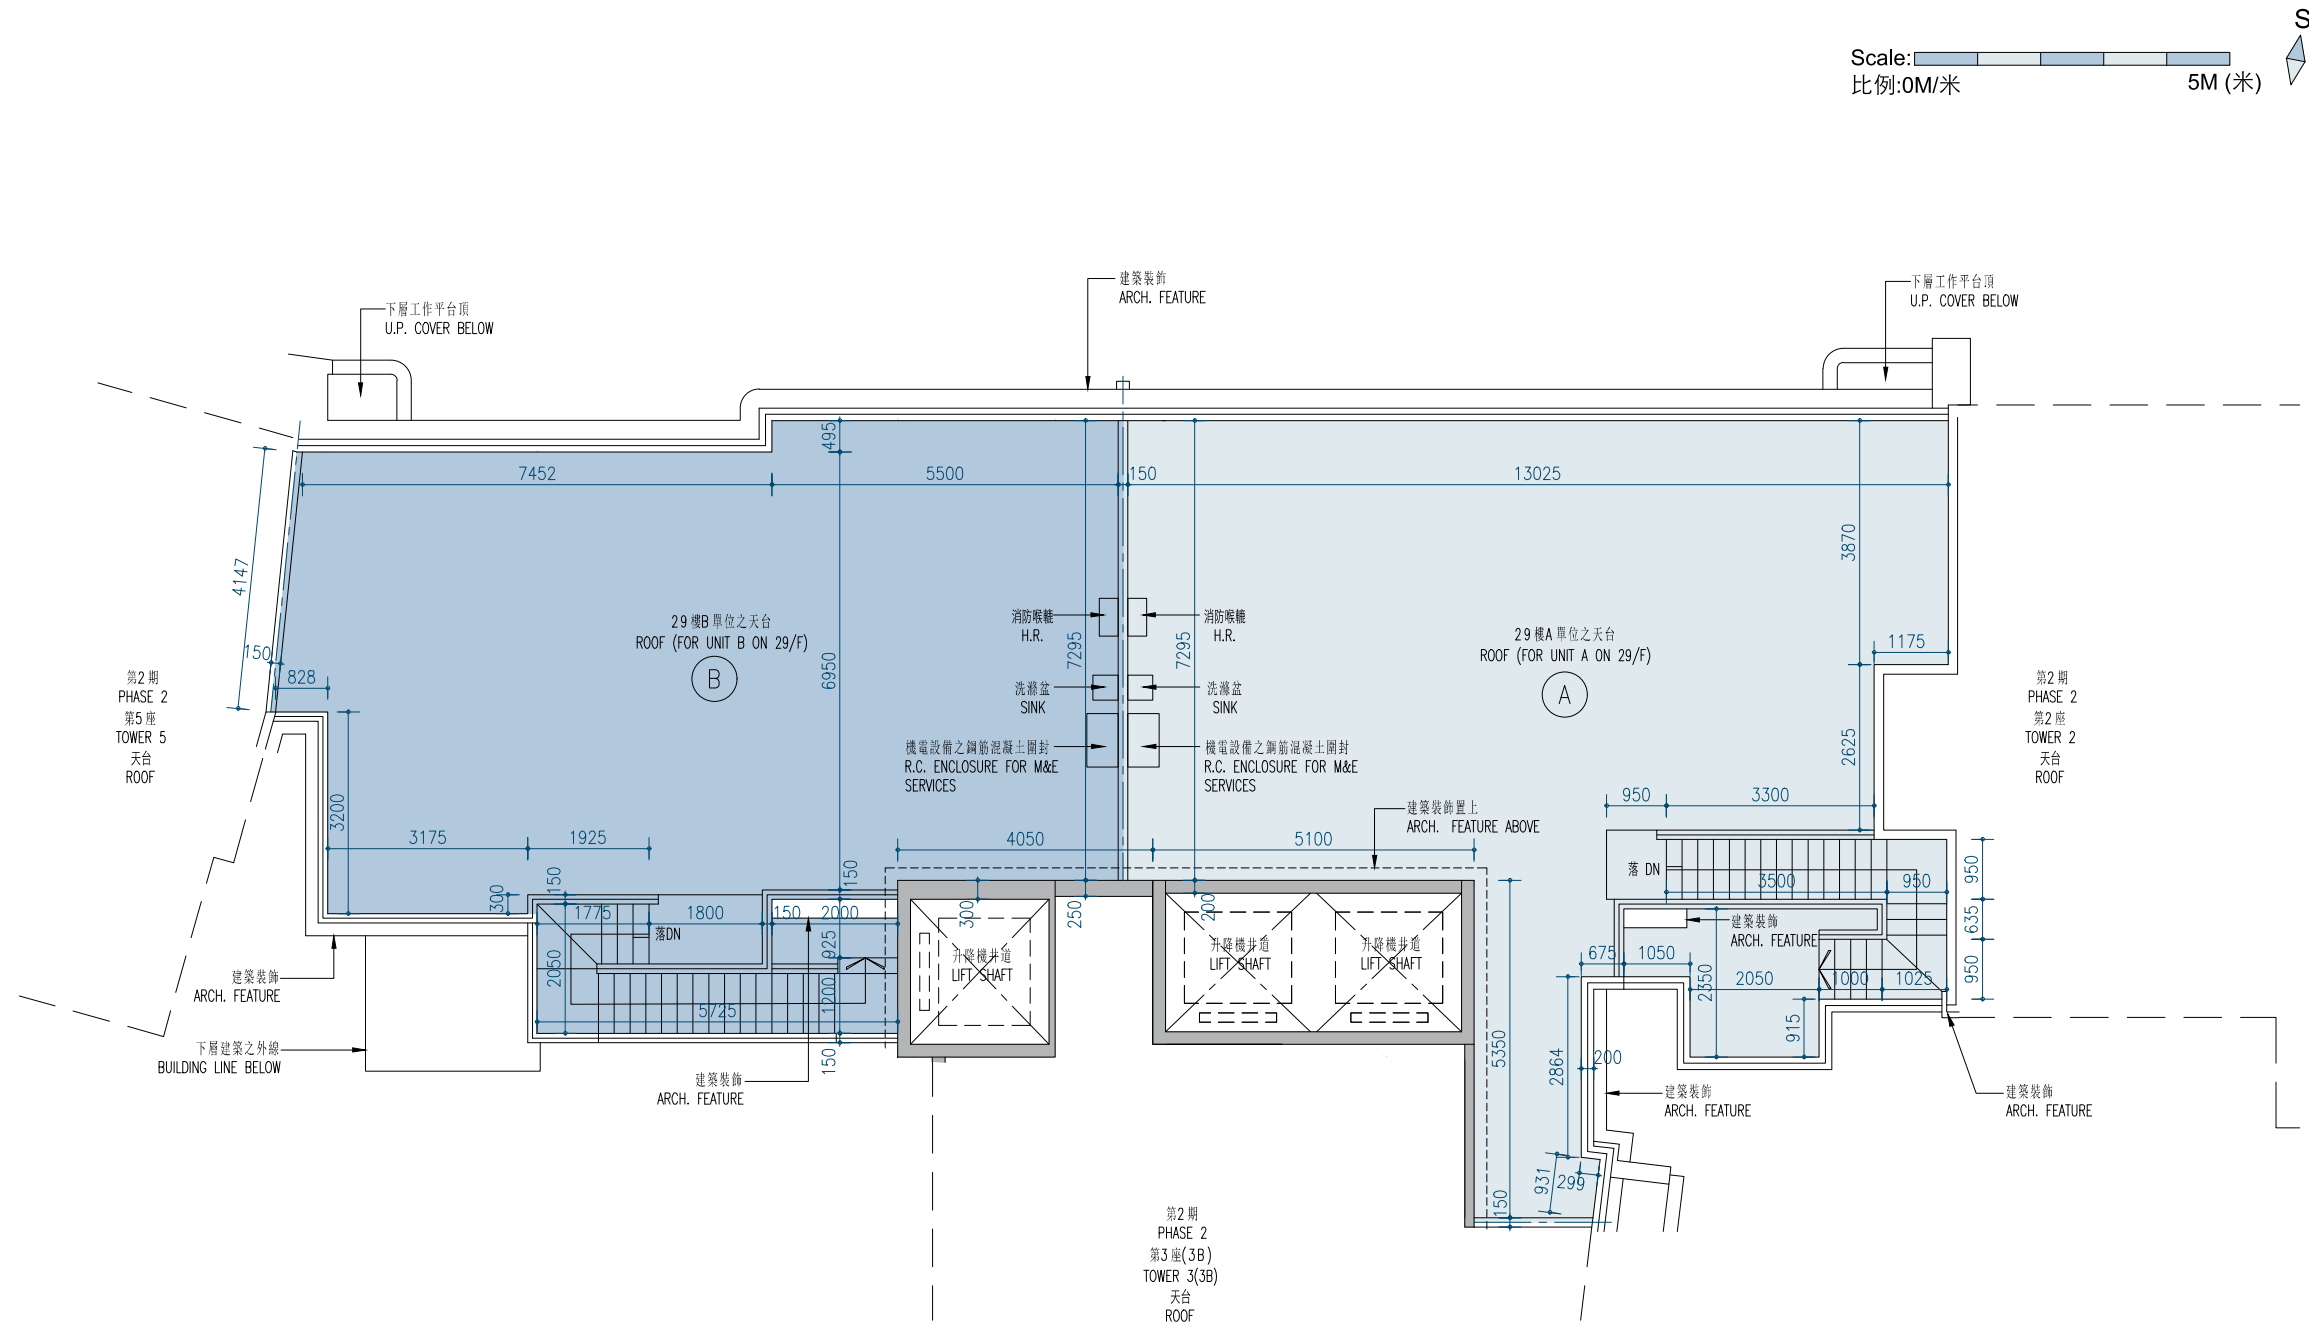 S
Scale:
比例:0M/米
5M (米)
建築裝飾
ARCH. FEATURE
下層工作平台頂
U.P. COVER BELOW
下層工作平台頂
U.P. COVER BELOW
495
7452
5500
150
13025
3870
4147
消防喉轆
H.R.
消防喉轆
H.R.
29樓B單位之天台
ROOF (FOR UNIT B ON 29/F)
B
29樓A單位之天台
ROOF (FOR UNIT A ON 29/F)
A
7295
7295
6950
1175
150
828
洗滌盆
SINK
洗滌盆
SINK
第2期
PHASE 2
第5座
TOWER 5
天台
ROOF
第2期
PHASE 2
第2座
TOWER 2
天台
ROOF
機電設備之鋼筋混凝土圍封
R.C. ENCLOSURE FOR M&E
SERVICES
機電設備之鋼筋混凝土圍封
R.C. ENCLOSURE FOR M&E
SERVICES
2625
950
3300
3200
建築裝飾置上
ARCH. FEATURE ABOVE
3175
1925
4050
5100
150
150
300
落 DN
3500
950
950
1775
1800
150
2000
300
250
200
落DN
建築裝飾
ARCH. FEATURE
635
925
升降機井道
LIFT SHAFT
升降機井道
LIFT SHAFT
升降機井道
LIFT SHAFT
675
1050
2050
2350
2050
1000
1025
950
建築裝飾
ARCH. FEATURE
1200
5725
915
下層建築之外線
BUILDING LINE BELOW
150
5350
2864
200
建築裝飾
ARCH. FEATURE
建築裝飾
ARCH. FEATURE
建築裝飾
ARCH. FEATURE
931
299
150
第2期
PHASE 2
第3座(3B)
TOWER 3(3B)
天台
ROOF